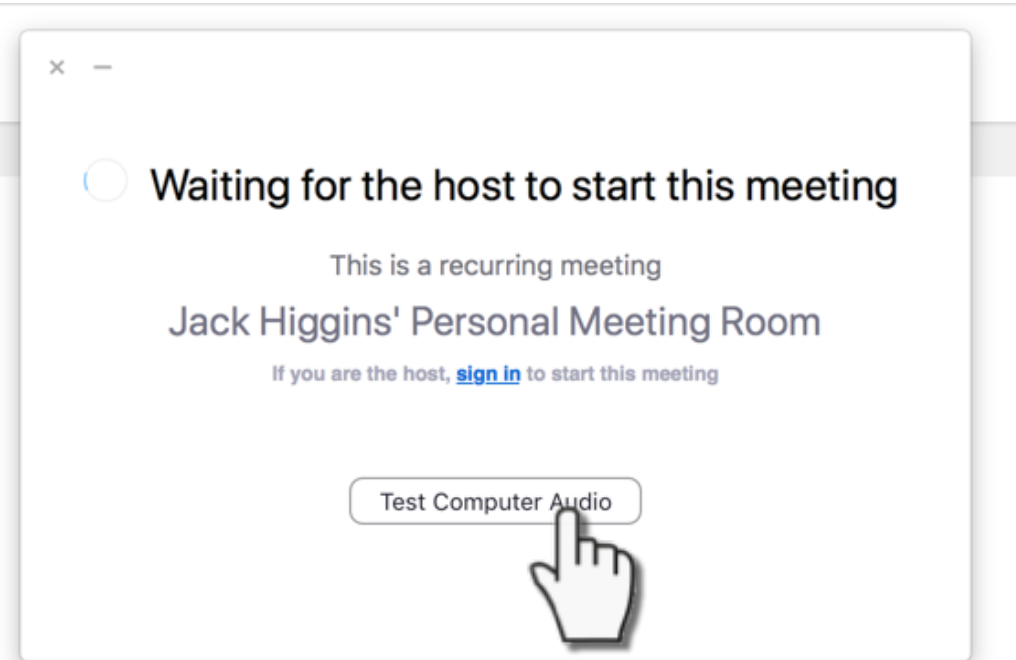 Waiting for the host to start this meeting
This is a recurring meeting
Jack Higgins' Personal Meeting Room
If you are the host, sign in to start this meeting
Test Computer Audio